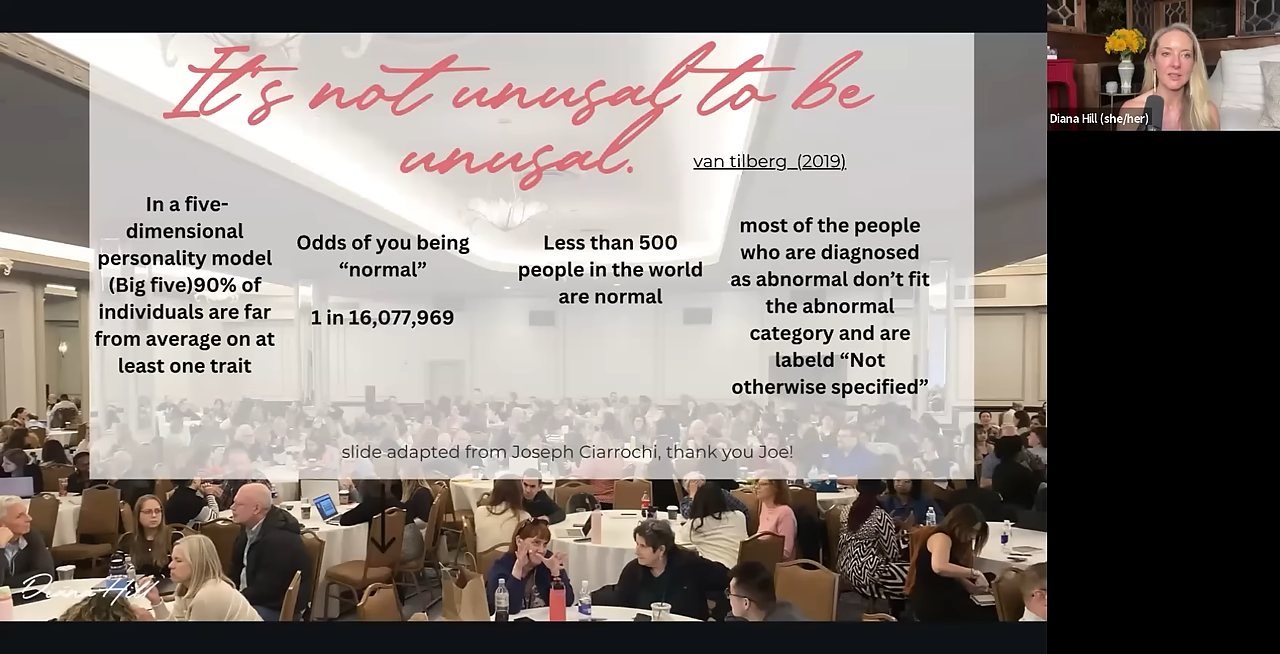 It's not unusal to be
unusal.
van tilberg (2019)
In a five-
dimensional
personality model
(Big five)90% of
individuals are far
from average on at
least one trait
Odds of you being
“normal”
1 in 16,077,969
Less than 500
people in the world
are normal
most of the people
who are diagnosed
as abnormal don’t fit
the abnormal
category and are
labeld “Not
otherwise specified”
slide adapted from Joseph Ciarrochi, thank you Joe!
Diana Hill
Diana Hill (she/her)